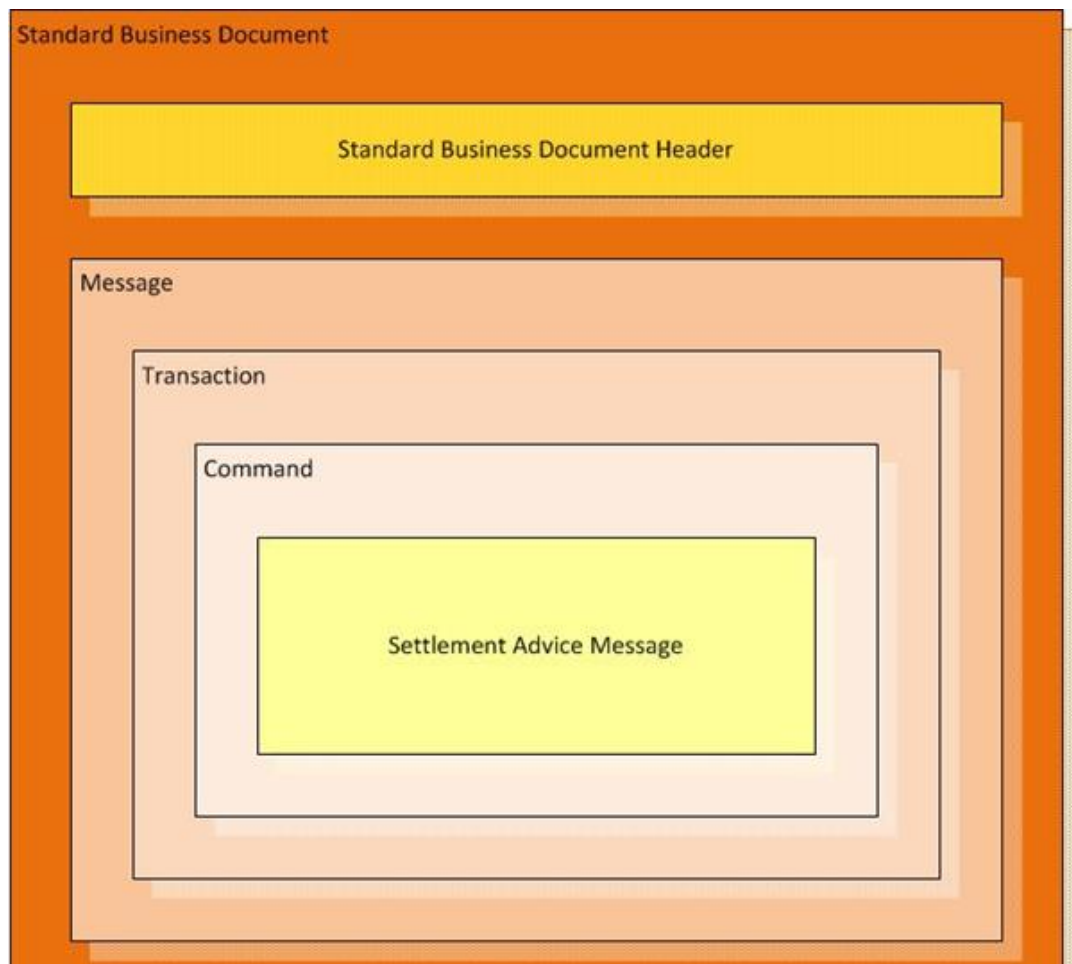 Standard Business Document
Standard Business Document Header
Message
Transaction
Command
Settlement Advice Message